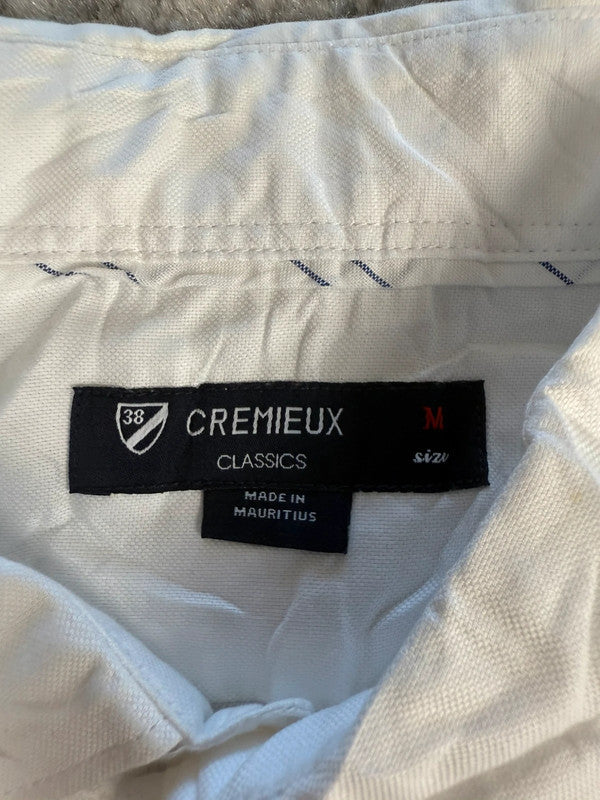 38 CREMIEUX M
CLASSICS size
MADE IN
MAURITIUS